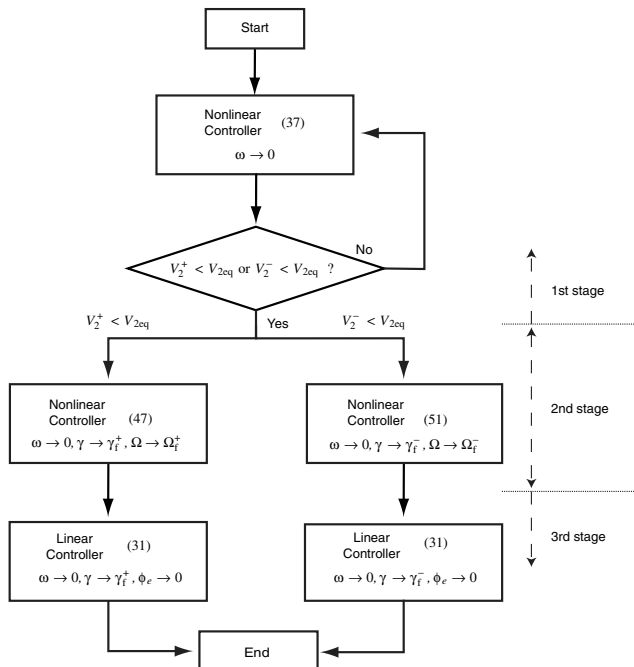 Start
Nonlinear
Controller (37)
ω → 0
No
V₂⁺ < V₂eq or V₂⁻ < V₂eq ?
1st stage
V₂⁺ < V₂eq
Yes
V₂⁻ < V₂eq
Nonlinear
Controller (47)
ω → 0, γ → γf⁺, Ω → Ωf⁺
Nonlinear
Controller (51)
ω → 0, γ → γf⁻, Ω → Ωf⁻
2nd stage
Linear
Controller (31)
ω → 0, γ → γf⁺, ϕe → 0
Linear
Controller (31)
ω → 0, γ → γf⁻, ϕe → 0
3rd stage
End